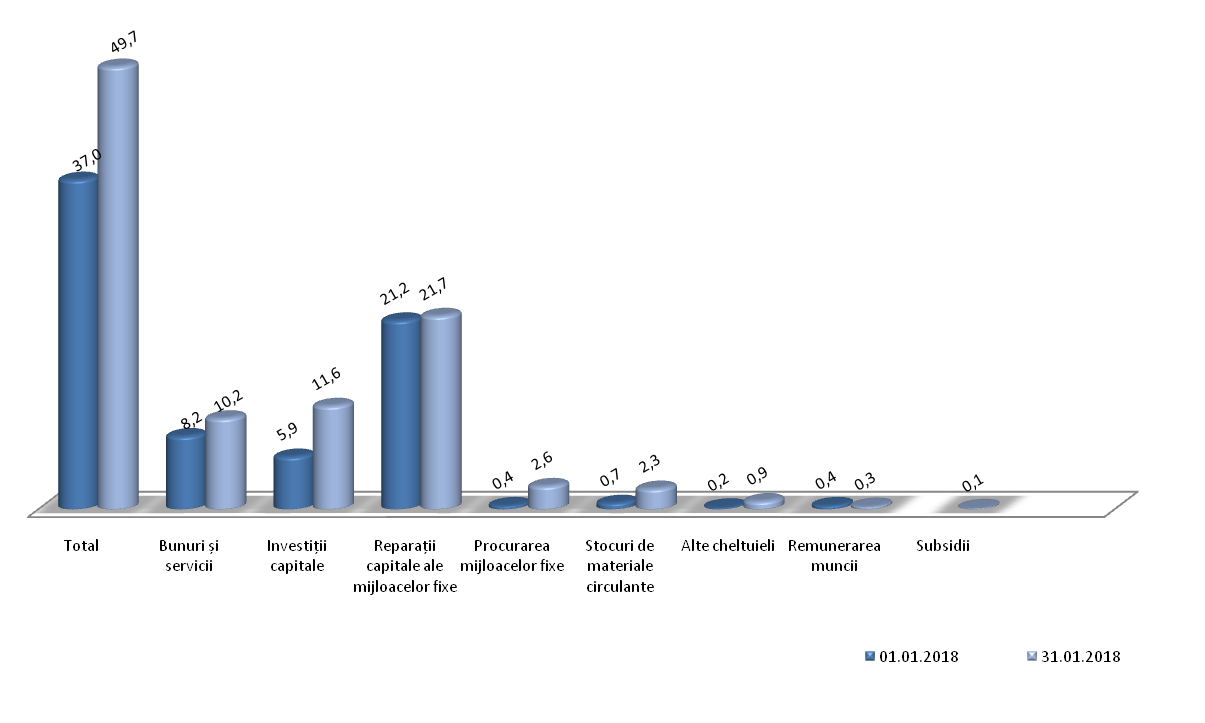 49,7
37,0
21,2
21,7
11,6
10,2
8,2
5,9
0,4
2,6
0,7
2,3
0,2
0,9
0,4
0,3
0,1
Total
Bunuri și
servicii
Investiții
capitale
Reparații
capitale ale
mijloacelor fixe
Procurarea
mijloacelor fixe
Stocuri de
materiale
circulante
Alte cheltuieli
Remunerarea
muncii
Subsidii
01.01.2018
31.01.2018